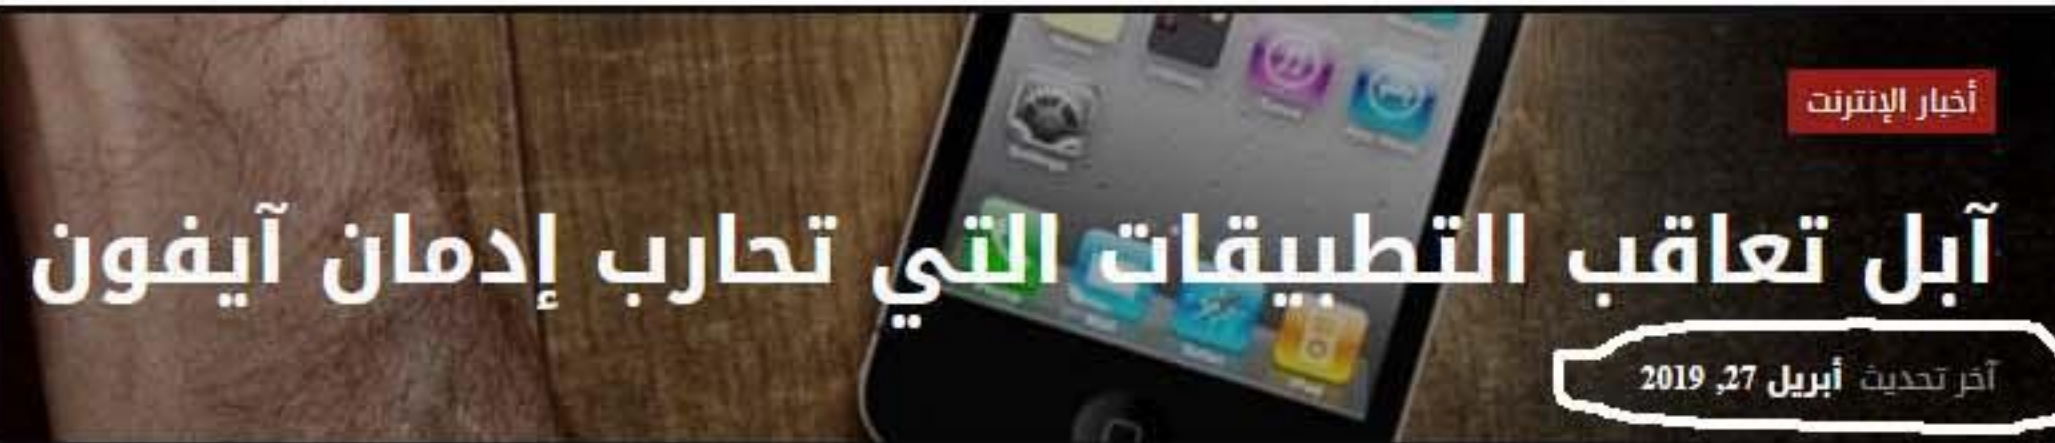 أخبار الإنترنت
آبل تعاقب التطبيقات التي تحارب إدمان آيفون
آخر تحديث أبريل 27, 2019